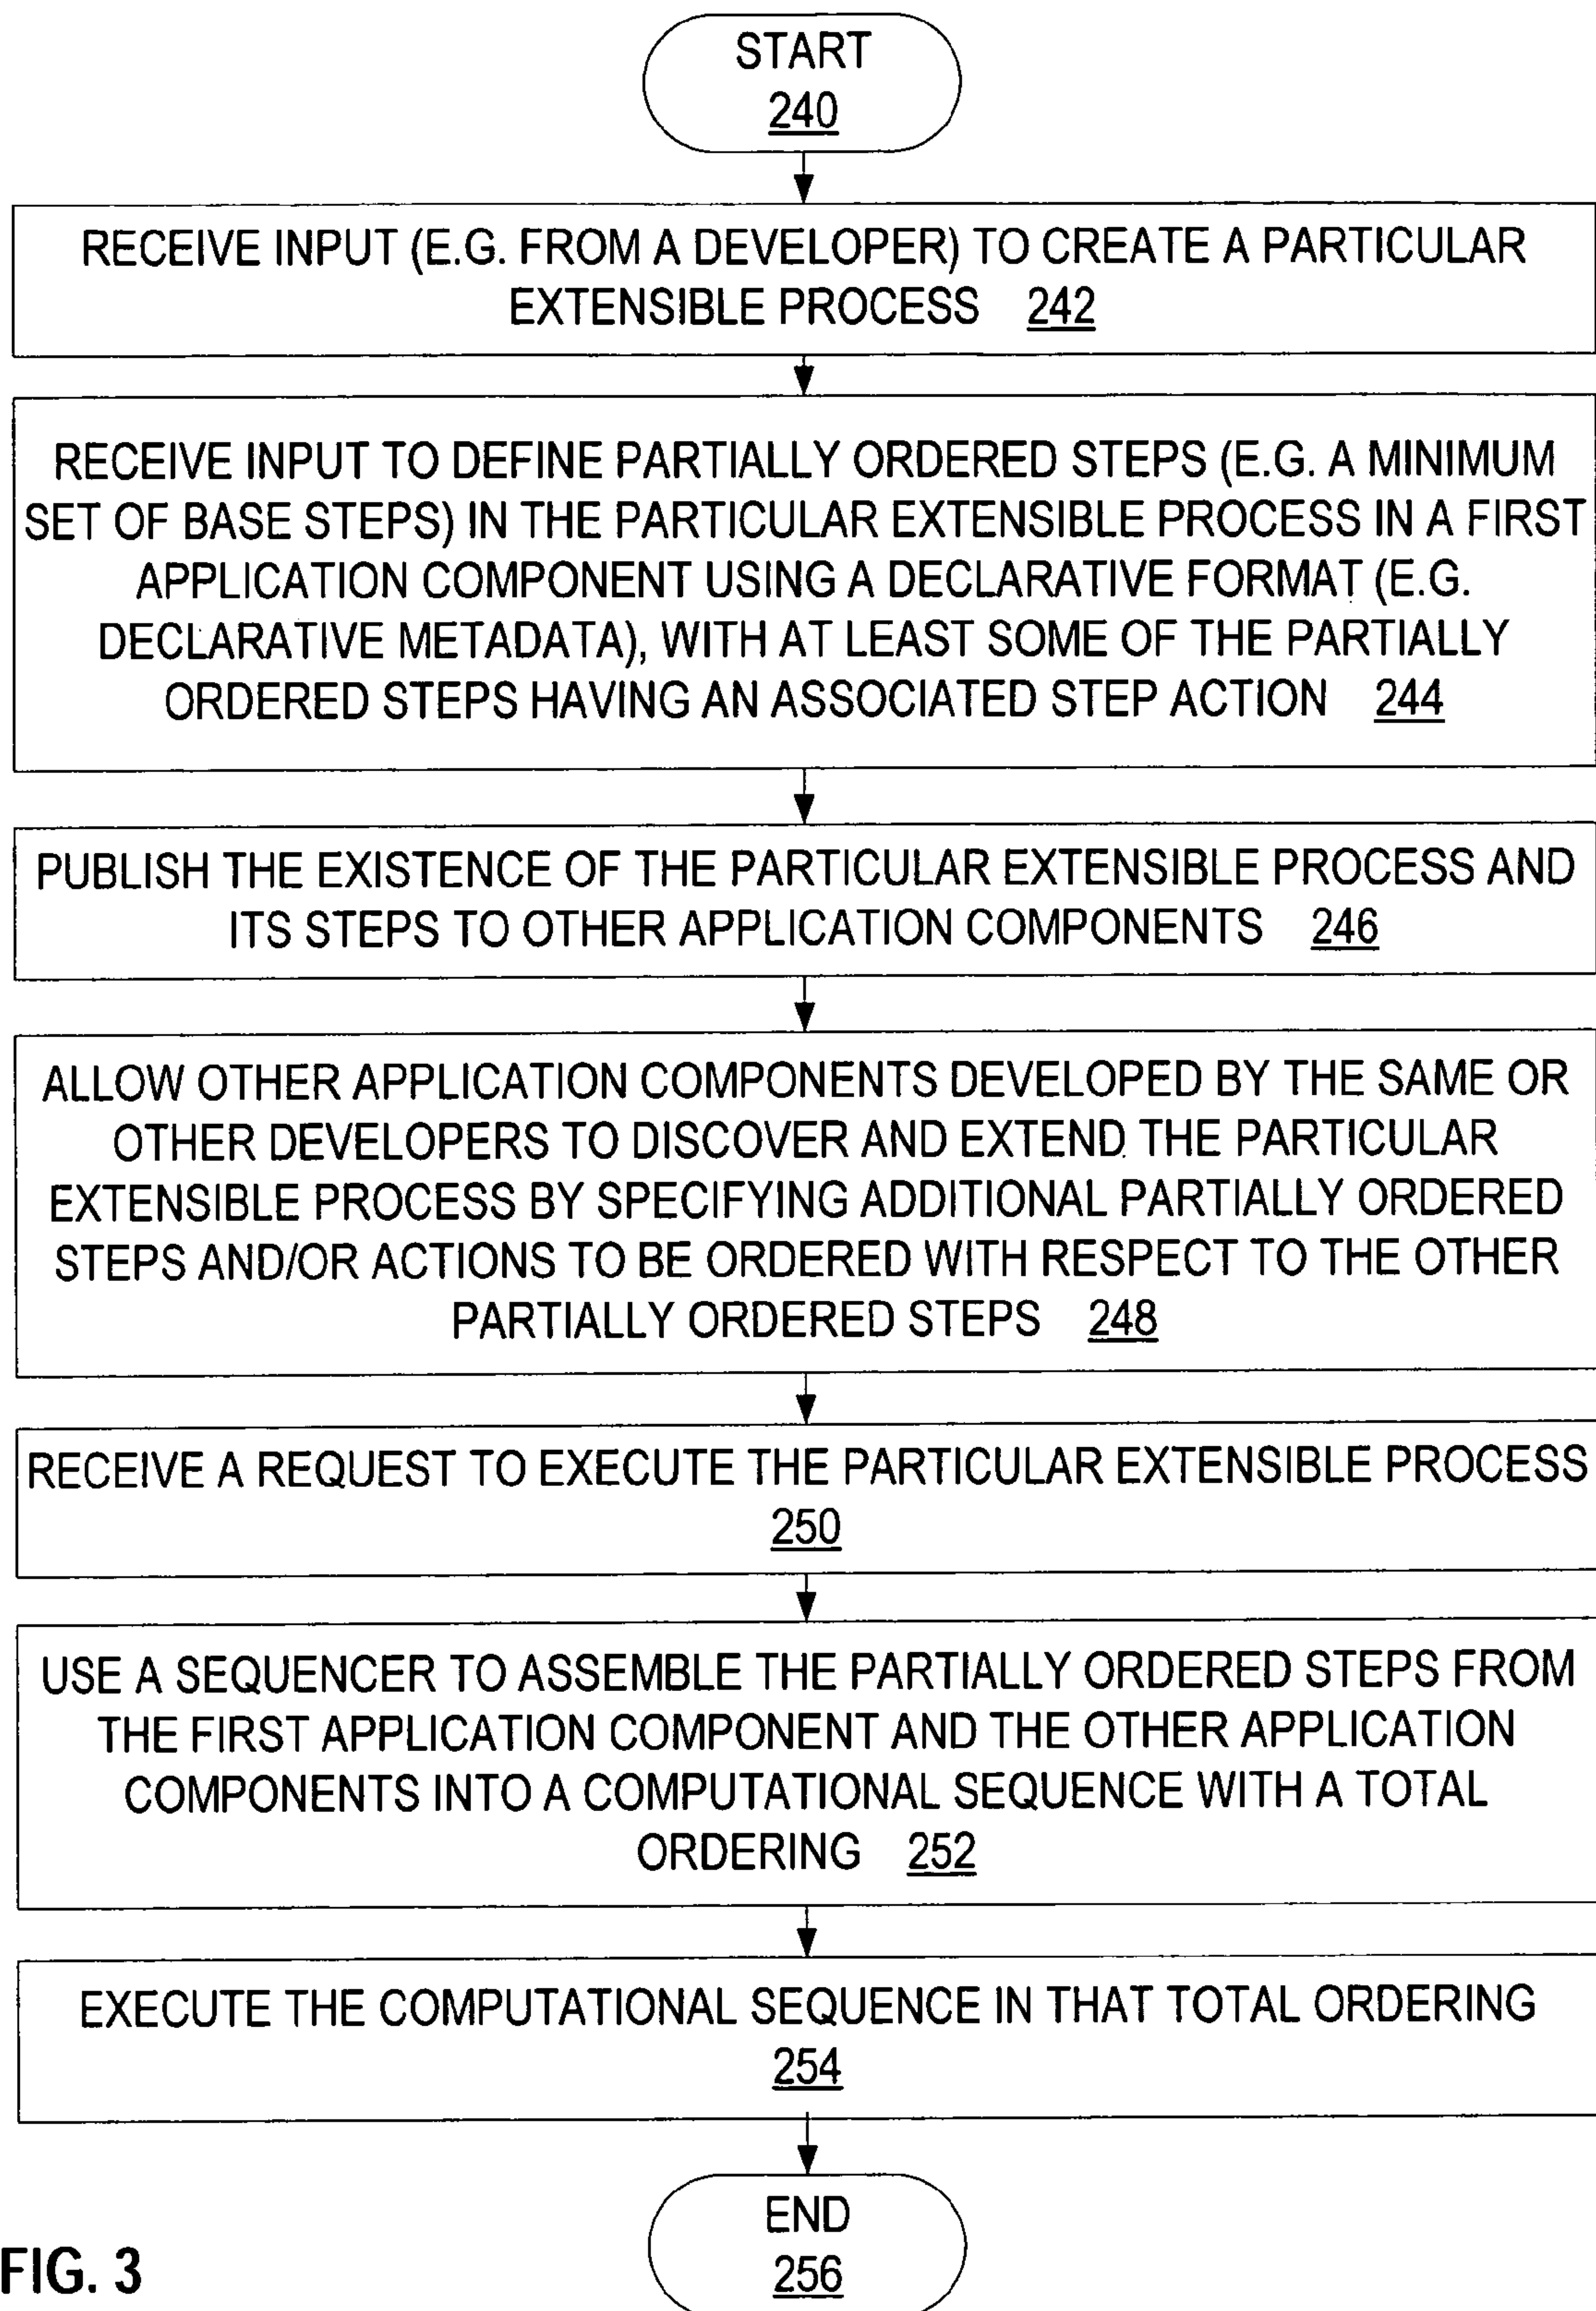 START
240
RECEIVE INPUT (E.G. FROM A DEVELOPER) TO CREATE A PARTICULAR
EXTENSIBLE PROCESS 242
RECEIVE INPUT TO DEFINE PARTIALLY ORDERED STEPS (E.G. A MINIMUM
SET OF BASE STEPS) IN THE PARTICULAR EXTENSIBLE PROCESS IN A FIRST
APPLICATION COMPONENT USING A DECLARATIVE FORMAT (E.G.
DECLARATIVE METADATA), WITH AT LEAST SOME OF THE PARTIALLY
ORDERED STEPS HAVING AN ASSOCIATED STEP ACTION 244
PUBLISH THE EXISTENCE OF THE PARTICULAR EXTENSIBLE PROCESS AND
ITS STEPS TO OTHER APPLICATION COMPONENTS 246
ALLOW OTHER APPLICATION COMPONENTS DEVELOPED BY THE SAME OR
OTHER DEVELOPERS TO DISCOVER AND EXTEND THE PARTICULAR
EXTENSIBLE PROCESS BY SPECIFYING ADDITIONAL PARTIALLY ORDERED
STEPS AND/OR ACTIONS TO BE ORDERED WITH RESPECT TO THE OTHER
PARTIALLY ORDERED STEPS 248
RECEIVE A REQUEST TO EXECUTE THE PARTICULAR EXTENSIBLE PROCESS
250
USE A SEQUENCER TO ASSEMBLE THE PARTIALLY ORDERED STEPS FROM
THE FIRST APPLICATION COMPONENT AND THE OTHER APPLICATION
COMPONENTS INTO A COMPUTATIONAL SEQUENCE WITH A TOTAL
ORDERING 252
EXECUTE THE COMPUTATIONAL SEQUENCE IN THAT TOTAL ORDERING
254
END
256
FIG. 3